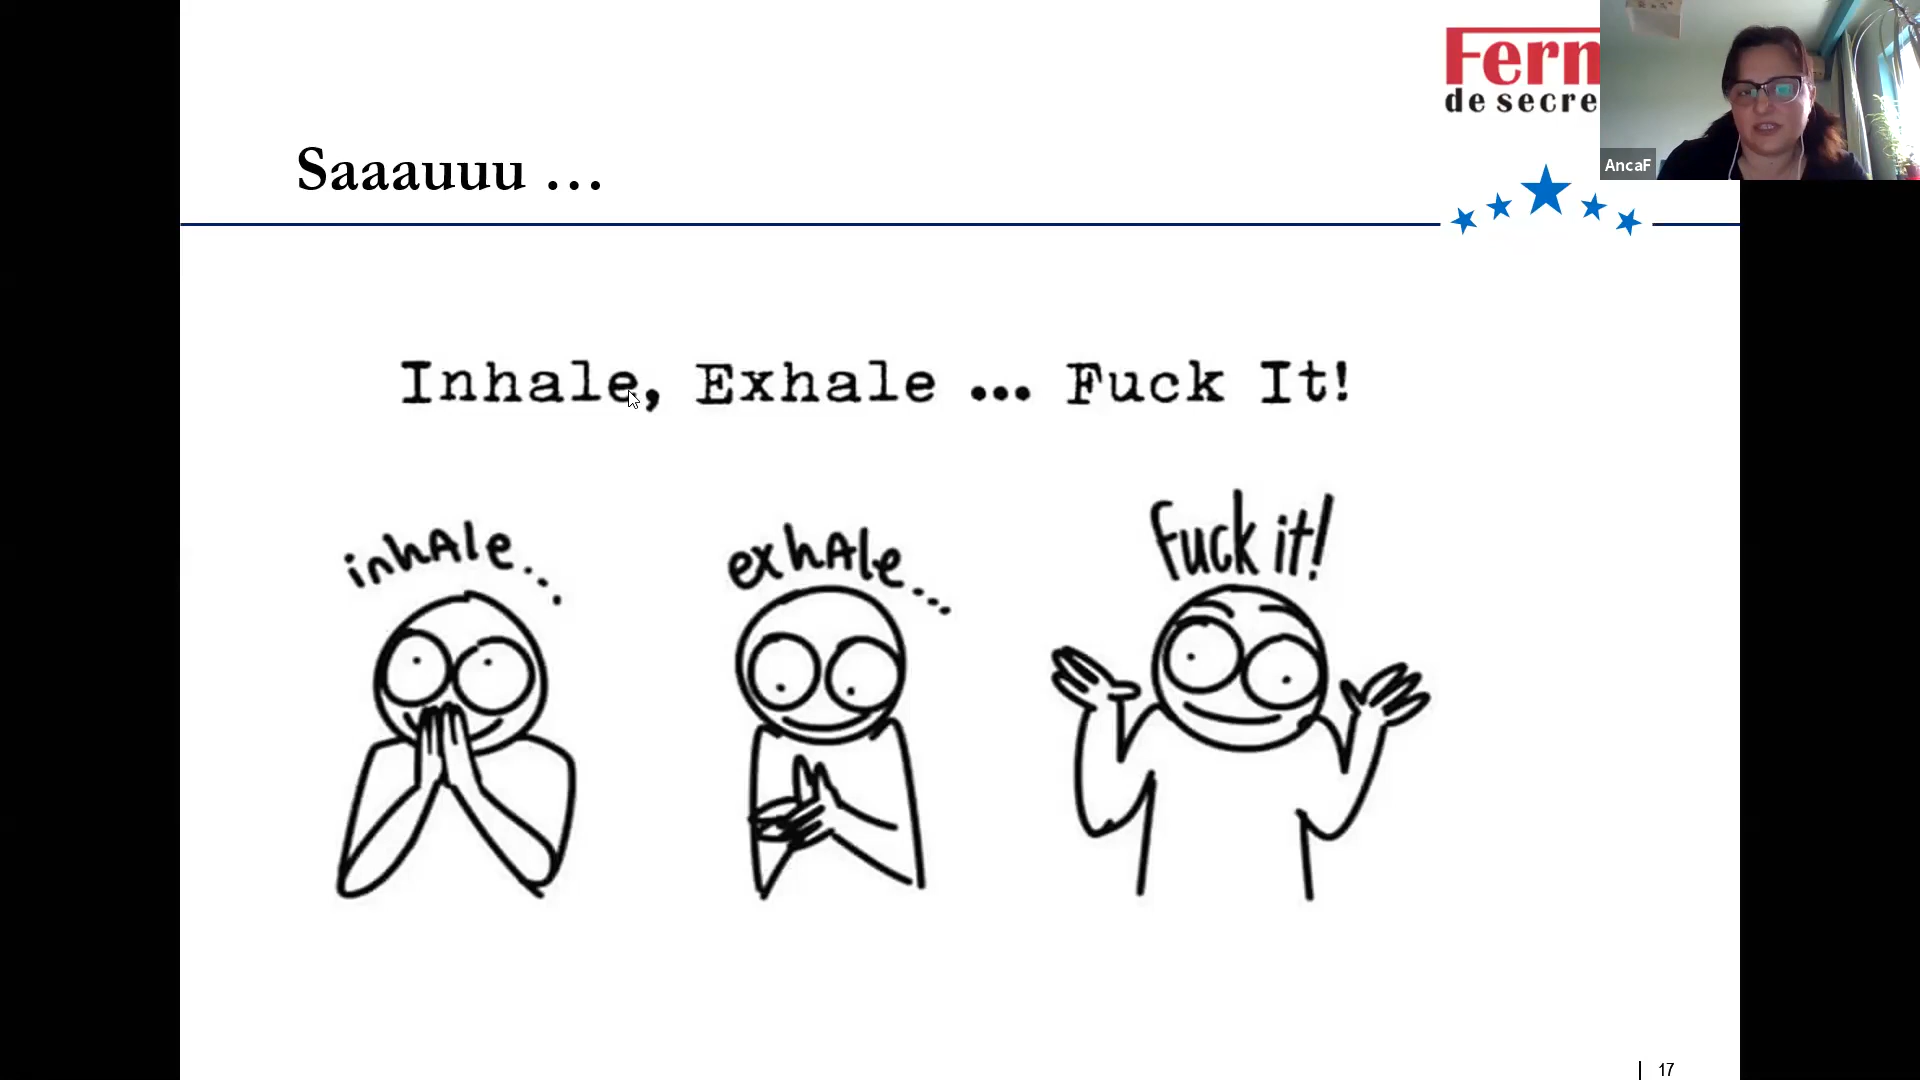 Fern
de secre
AncaF
Saaauuu ...
Inhale, Exhale ... Fuck It!
inhAle...
exhAle...
Fuck it!
17